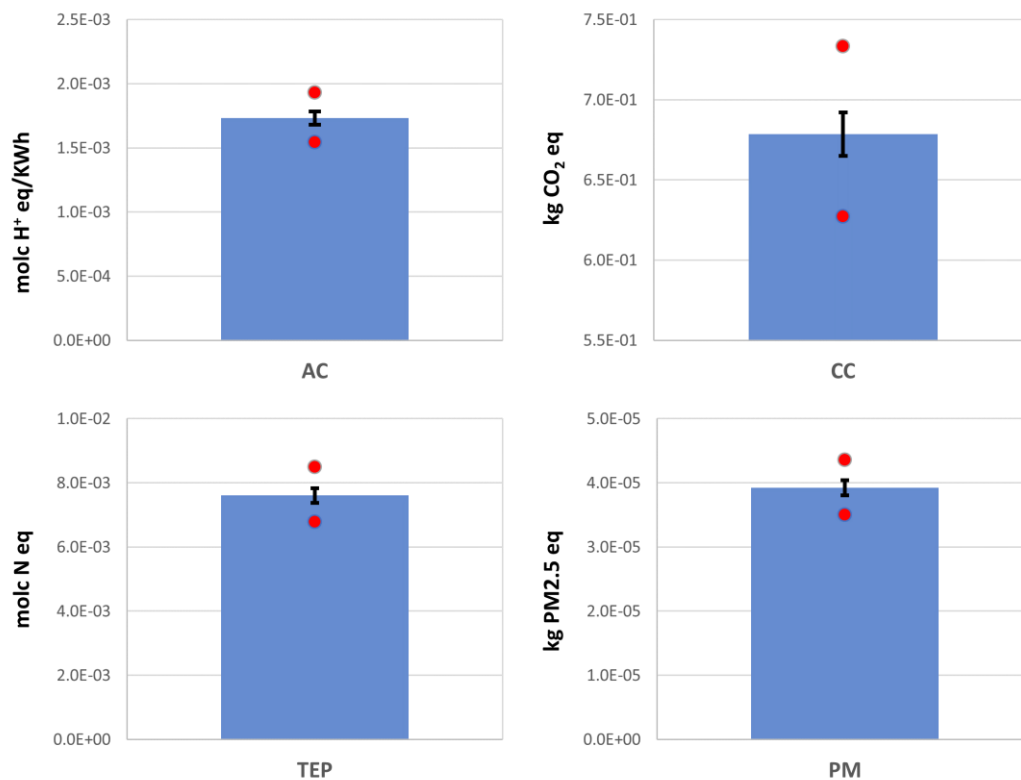 molc H⁺ eq/KWh
2.5E-03
2.0E-03
1.5E-03
1.0E-03
5.0E-04
0.0E+00
AC
kg CO₂ eq
7.5E-01
7.0E-01
6.5E-01
6.0E-01
5.5E-01
CC
molc N eq
1.0E-02
8.0E-03
6.0E-03
4.0E-03
2.0E-03
0.0E+00
TEP
kg PM2.5 eq
5.0E-05
4.0E-05
3.0E-05
2.0E-05
1.0E-05
0.0E+00
PM